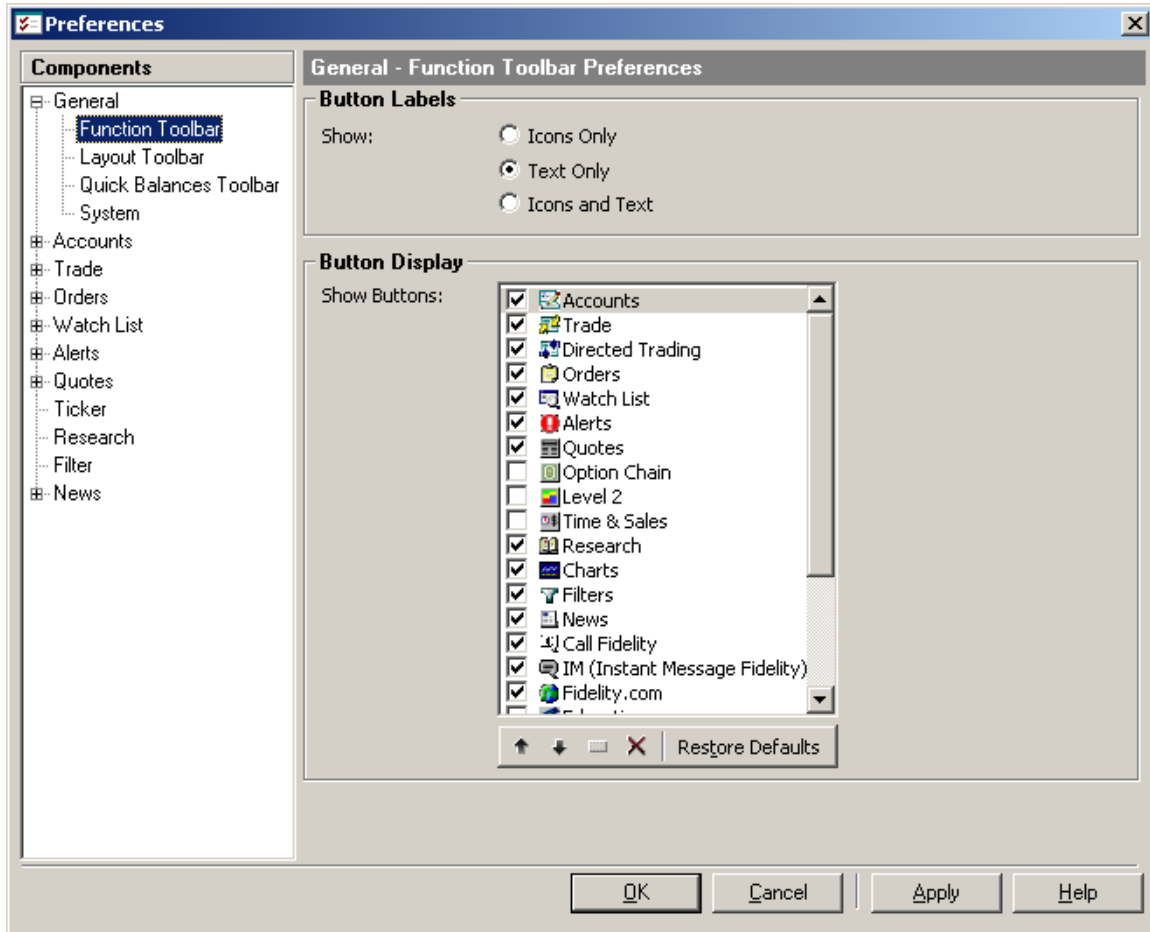 Preferences
Components
General
Function Toolbar
Layout Toolbar
Quick Balances Toolbar
System
Accounts
Trade
Orders
Watch List
Alerts
Quotes
Ticker
Research
Filter
News
General - Function Toolbar Preferences
Button Labels
Show:
Icons Only
Text Only
Icons and Text
Button Display
Show Buttons:
Accounts
Trade
Directed Trading
Orders
Watch List
Alerts
Quotes
Option Chain
Level 2
Time & Sales
Research
Charts
Filters
News
Call Fidelity
IM (Instant Message Fidelity)
Fidelity.com
Restore Defaults
OK
Cancel
Apply
Help